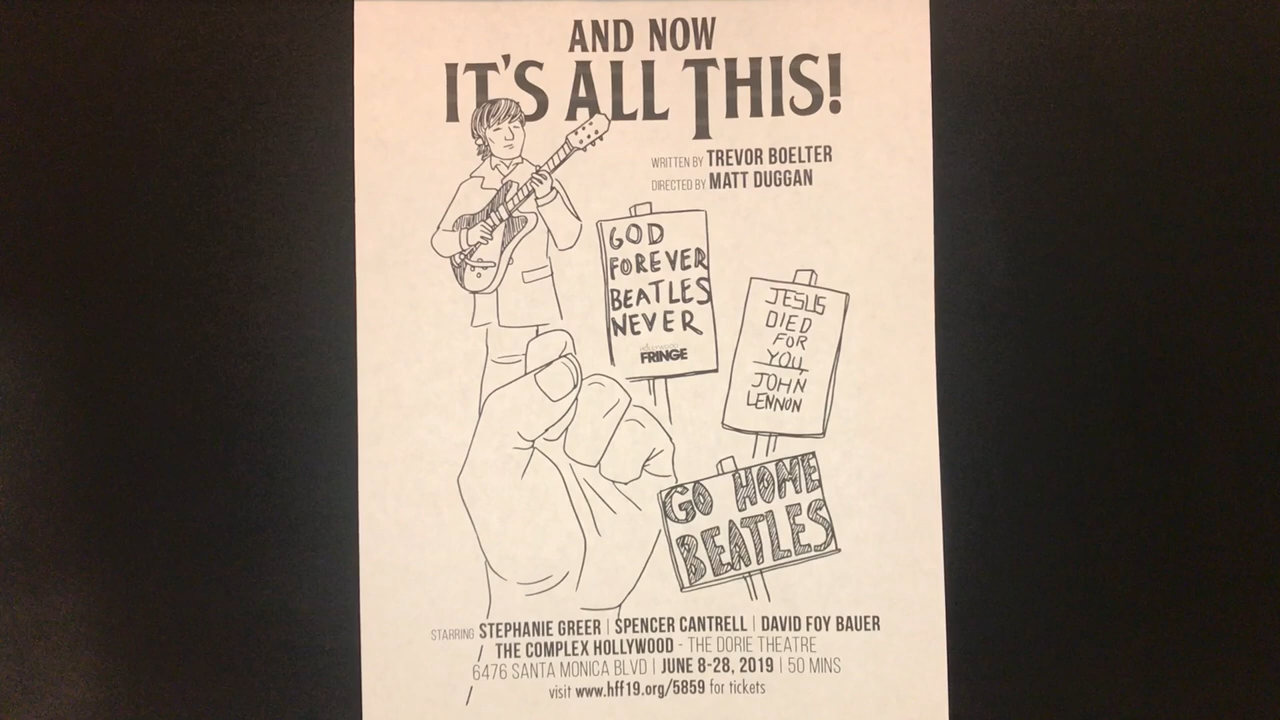 AND NOW
IT'S ALL THIS!
WRITTEN BY TREVOR BOELTER
DIRECTED BY MATT DUGGAN
GOD
FOREVER
BEATLES
NEVER
HOLLYWOOD
FRINGE
JESUS
DIED
FOR
YOU,
JOHN
LENNON
GO HOME
BEATLES
STARRING STEPHANIE GREER | SPENCER CANTRELL | DAVID FOY BAUER
THE COMPLEX HOLLYWOOD - THE DORIE THEATRE
6476 SANTA MONICA BLVD | JUNE 8-28, 2019 | 50 MINS
visit www.hff19.org/5859 for tickets